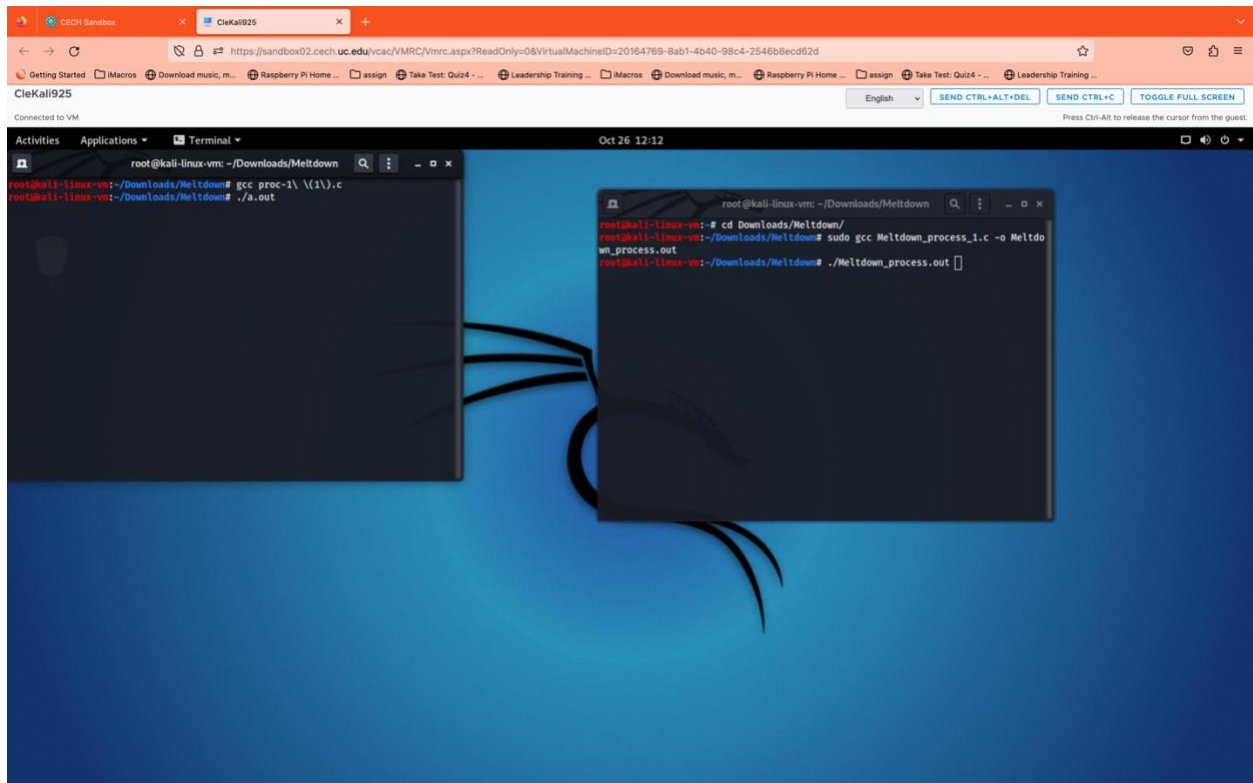 CECH Sandbox
CleKali925
https://sandbox02.cech.uc.edu/vcac/VMRC/Vmrc.aspx?ReadOnly=0&VirtualMachineID=20164769-8ab1-4b40-98c4-2546b8ecd62d
Getting Started iMacros Download music, m... Raspberry Pi Home ... assign Take Test: Quiz4 - ... Leadership Training ... iMacros Download music, m... Raspberry Pi Home ... assign Take Test: Quiz4 - ... Leadership Training ...
CleKali925
English SEND CTRL+ALT+DEL SEND CTRL+C TOGGLE FULL SCREEN
Connected to VM
Press Ctrl-Alt to release the cursor from the guest.
Activities Applications Terminal Oct 26 12:12
root@kali-linux-vm: ~/Downloads/Meltdown
root@kali-linux-vm:~/Downloads/Meltdown# gcc proc-1\ \(1\).c
root@kali-linux-vm:~/Downloads/Meltdown# ./a.out
root@kali-linux-vm: ~/Downloads/Meltdown
root@kali-linux-vm:~# cd Downloads/Meltdown/
root@kali-linux-vm:~/Downloads/Meltdown# sudo gcc Meltdown_process_1.c -o Meltdo
wn_process.out
root@kali-linux-vm:~/Downloads/Meltdown# ./Meltdown_process.out